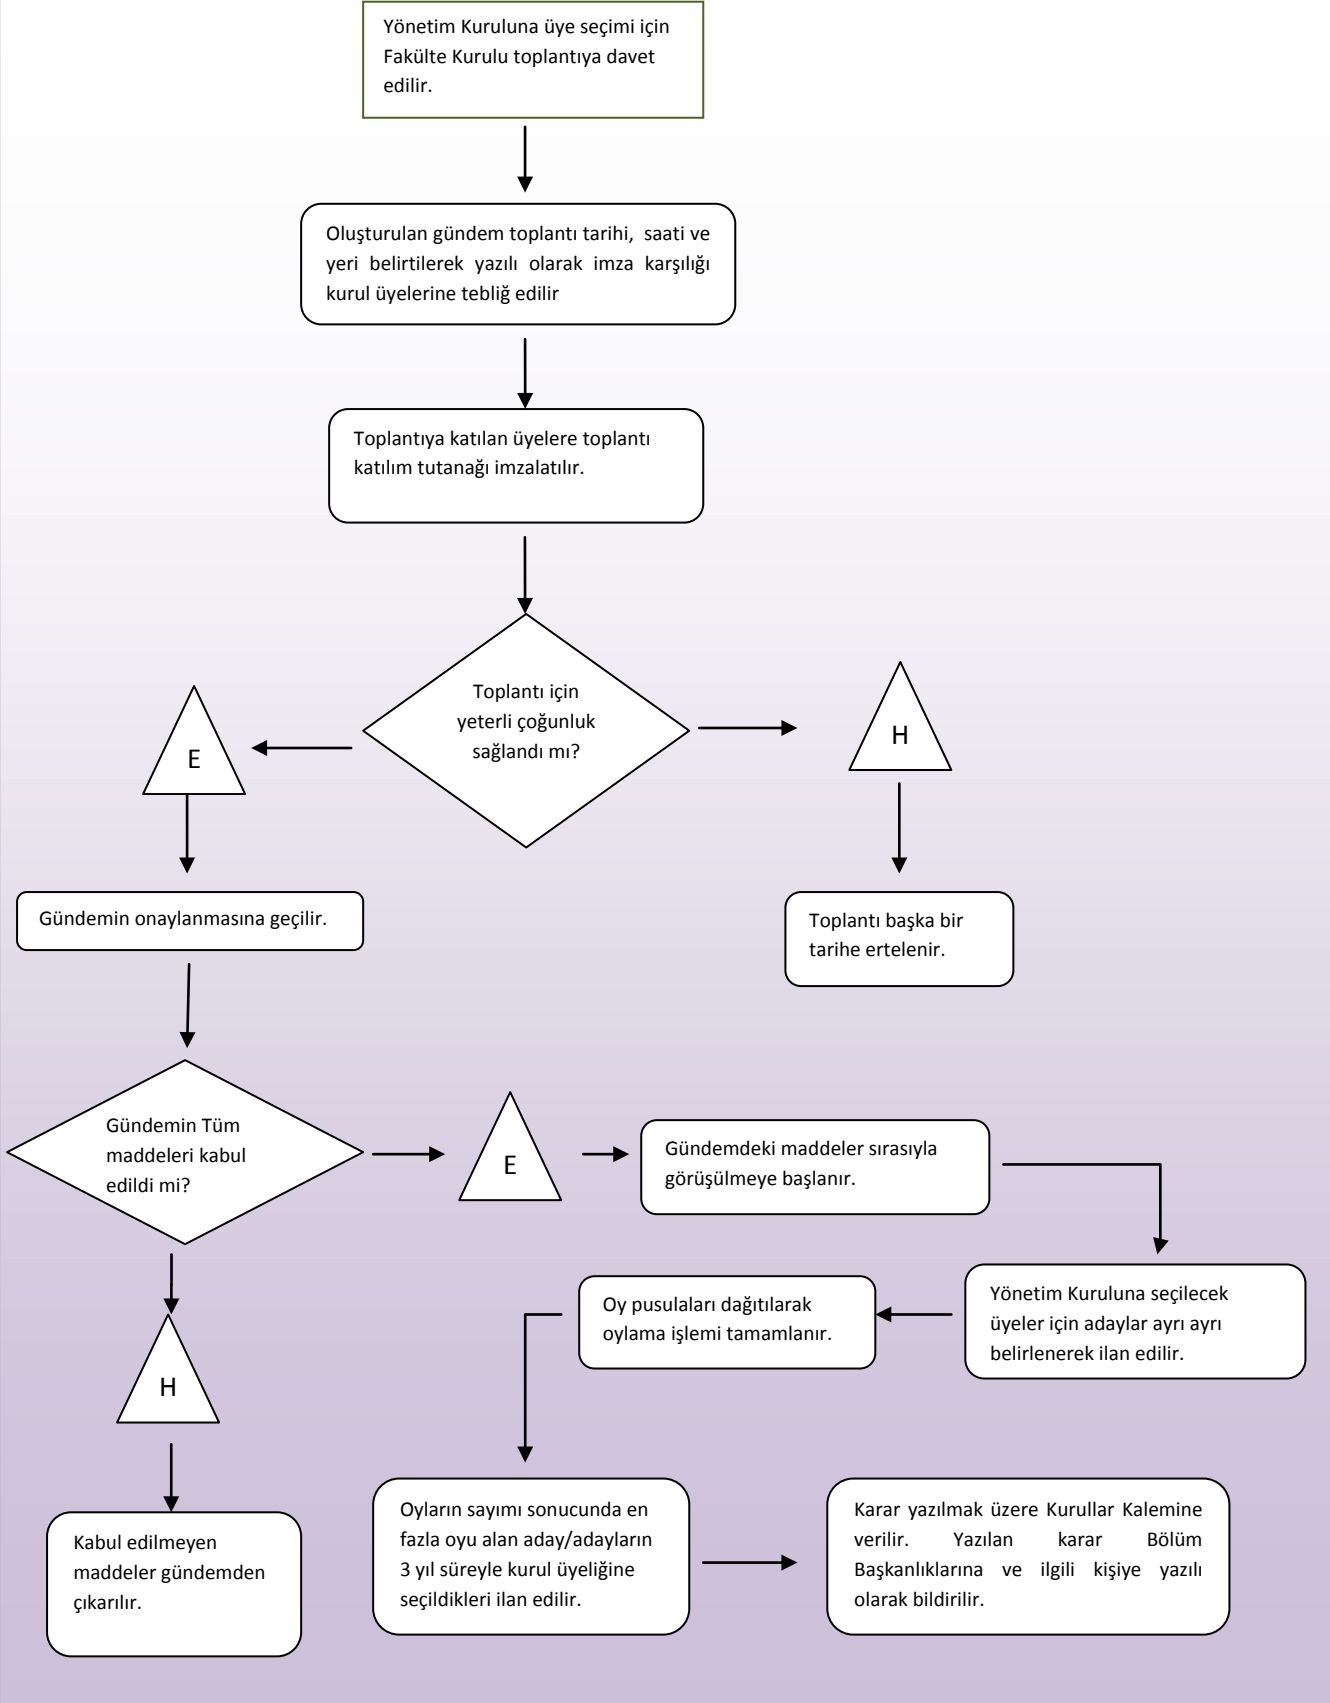 Yönetim Kuruluna üye seçimi için
Fakülte Kurulu toplantıya davet
edilir.
Oluşturulan gündem toplantı tarihi, saati ve
yeri belirtilerek yazılı olarak imza karşılığı
kurul üyelerine tebliğ edilir
Toplantıya katılan üyelere toplantı
katılım tutanağı imzalatılır.
Toplantı için
yeterli çoğunluk
sağlandı mı?
E
H
Gündemin onaylanmasına geçilir.
Toplantı başka bir
tarihe ertelenir.
Gündemin Tüm
maddeleri kabul
edildi mi?
E
Gündemdeki maddeler sırasıyla
görüşülmeye başlanır.
Yönetim Kuruluna seçilecek
üyeler için adaylar ayrı ayrı
belirlenerek ilan edilir.
Oy pusulaları dağıtılarak
oylama işlemi tamamlanır.
H
Kabul edilmeyen
maddeler gündemden
çıkarılır.
Oyların sayımı sonucunda en
fazla oyu alan aday/adayların
3 yıl süreyle kurul üyeliğine
seçildikleri ilan edilir.
Karar yazılmak üzere Kurullar Kalemine
verilir. Yazılan karar Bölüm
Başkanlıklarına ve ilgili kişiye yazılı
olarak bildirilir.